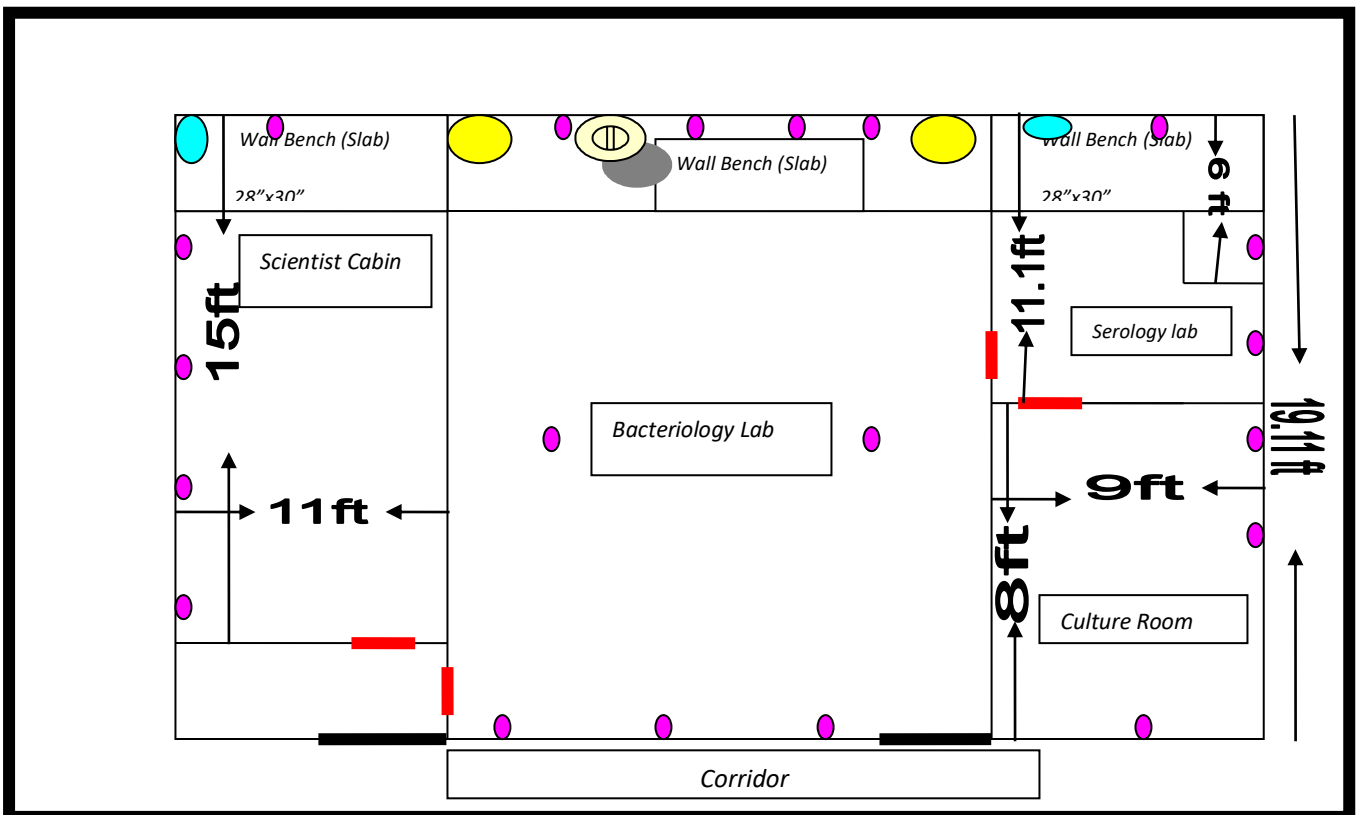 Wall Bench (Slab)
28”x30”
Wall Bench (Slab)
Wall Bench (Slab)
28”x30”
6 ft
Scientist Cabin
15ft
11.1ft
Serology lab
19.11 ft
Bacteriology Lab
11ft
9ft
8ft
Culture Room
Corridor